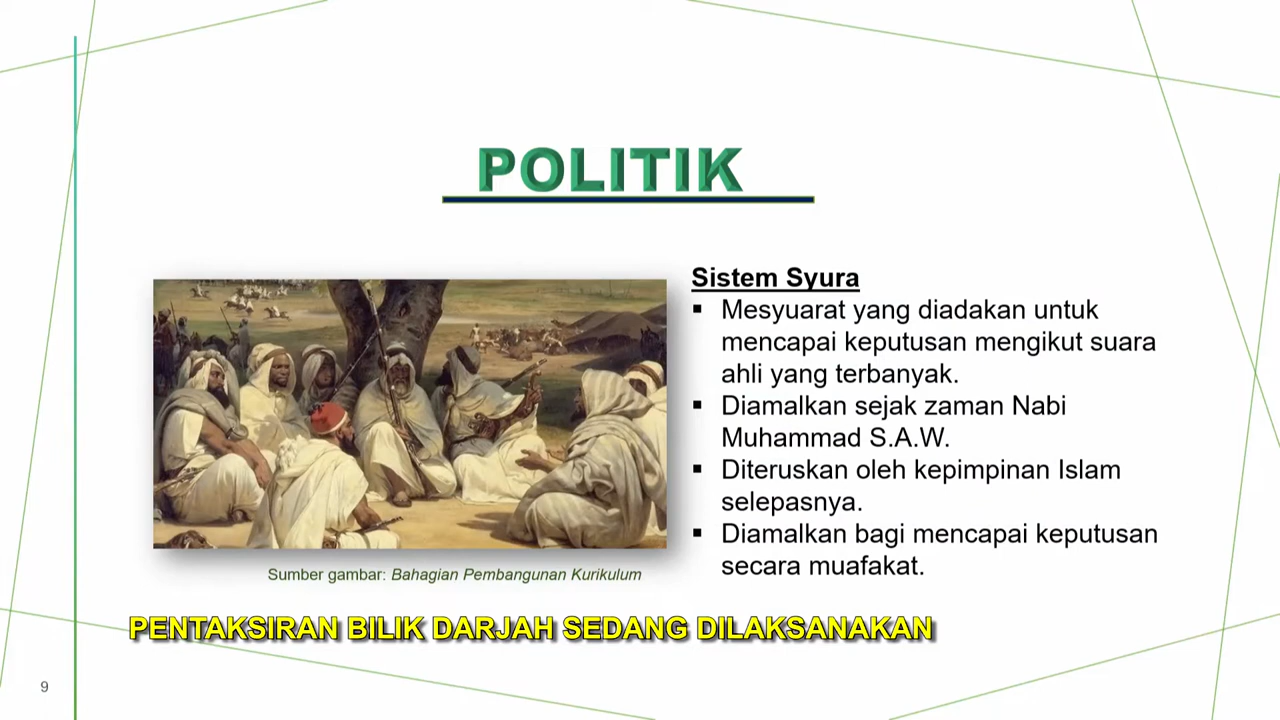 POLITIK
Sistem Syura
▪ Mesyuarat yang diadakan untuk
mencapai keputusan mengikut suara
ahli yang terbanyak.
▪ Diamalkan sejak zaman Nabi
Muhammad S.A.W.
▪ Diteruskan oleh kepimpinan Islam
selepasnya.
▪ Diamalkan bagi mencapai keputusan
secara muafakat.
Sumber gambar: Bahagian Pembangunan Kurikulum
PENTAKSIRAN BILIK DARJAH SEDANG DILAKSANAKAN
9